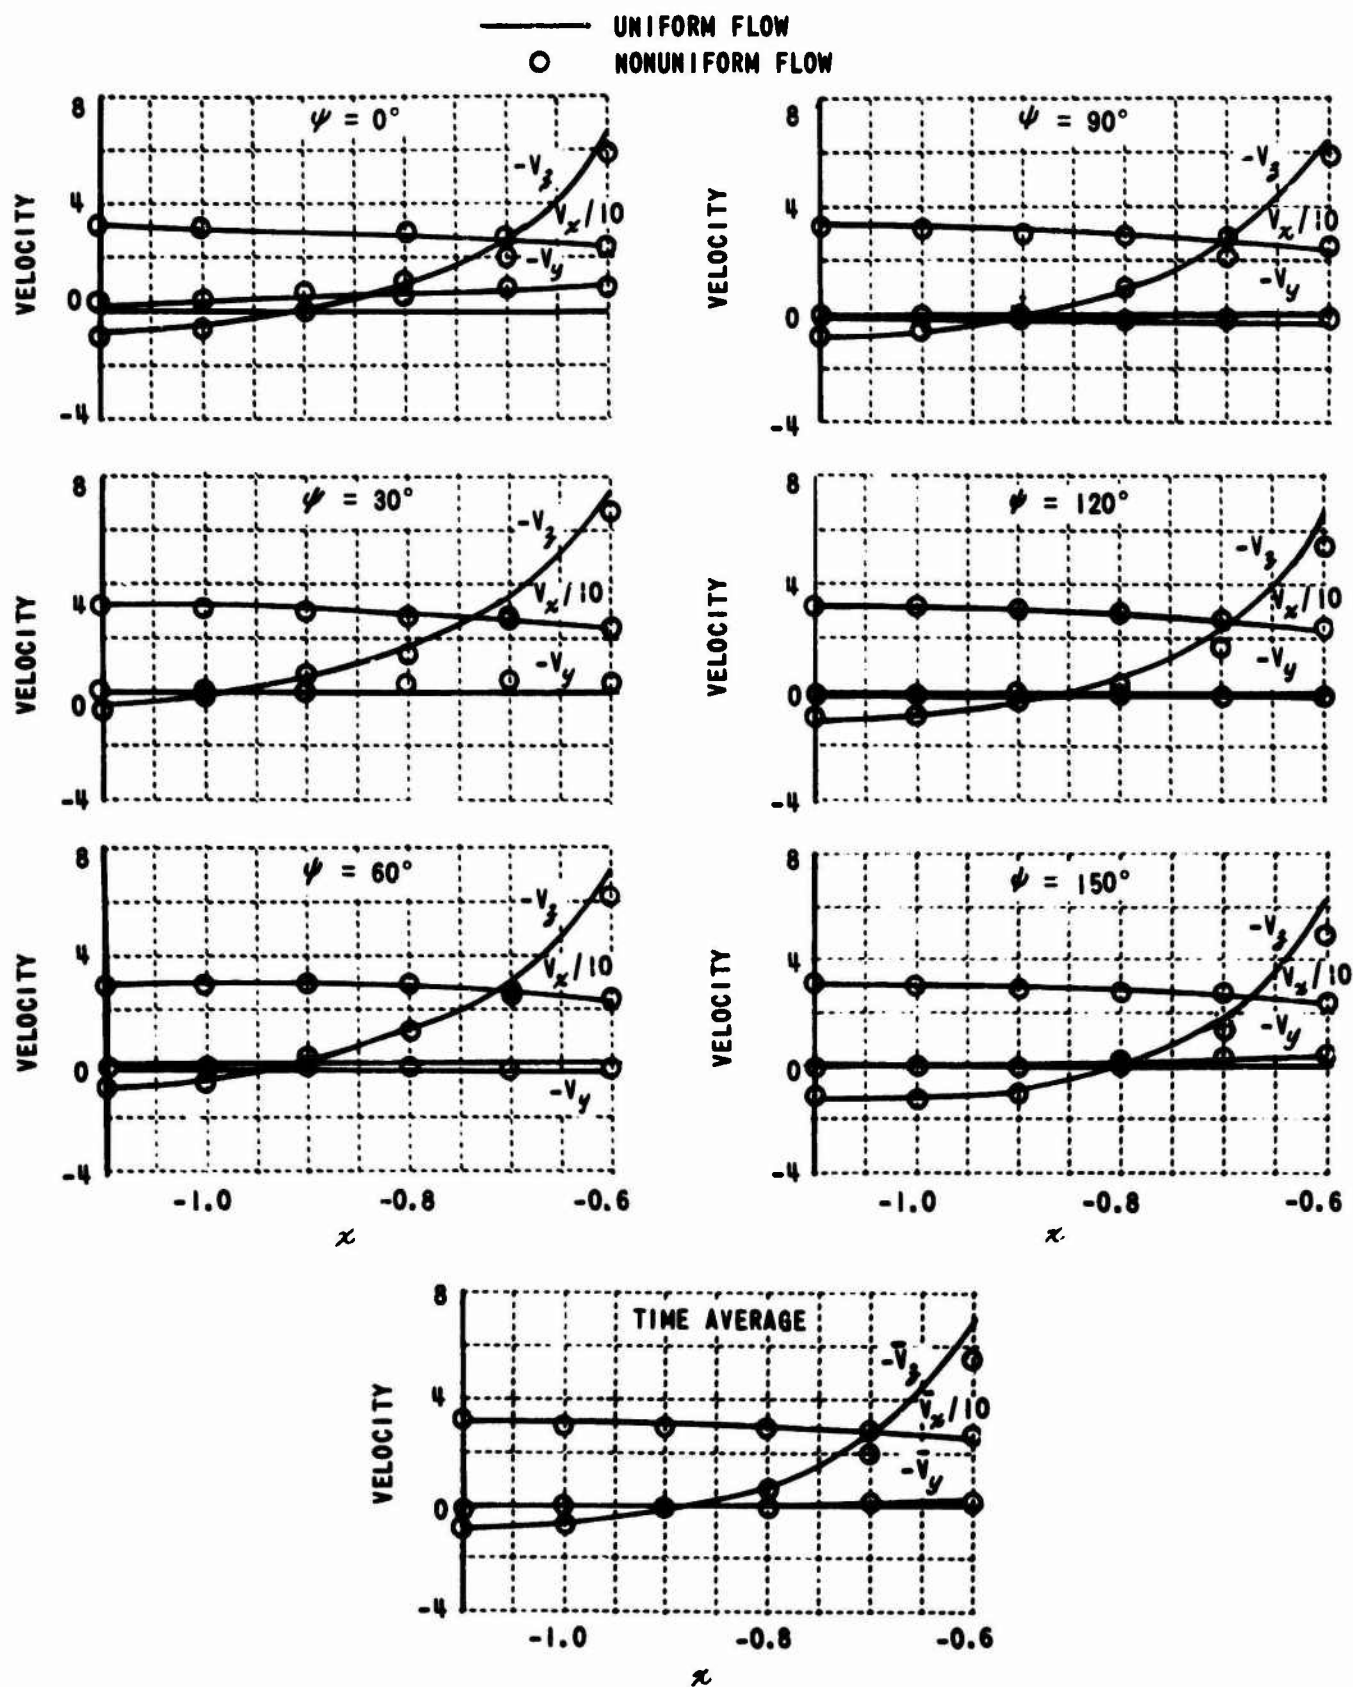 UNIFORM FLOW
NONUNIFORM FLOW
ψ = 0°
8
4
0
-4
VELOCITY
-V_z
V_x/10
-V_y
ψ = 90°
8
4
0
-4
VELOCITY
-V_z
V_x/10
-V_y
ψ = 30°
8
4
0
-4
VELOCITY
-V_z
V_x/10
-V_y
ψ = 120°
8
4
0
-4
VELOCITY
-V_z
V_x/10
-V_y
ψ = 60°
8
4
0
-4
VELOCITY
-V_z
V_x/10
-V_y
-1.0 -0.8 -0.6
x
ψ = 150°
8
4
0
-4
VELOCITY
-V_z
V_x/10
-V_y
-1.0 -0.8 -0.6
x
TIME AVERAGE
8
4
0
-4
VELOCITY
-V̄_z
V̄_x/10
-V̄_y
-1.0 -0.8 -0.6
x